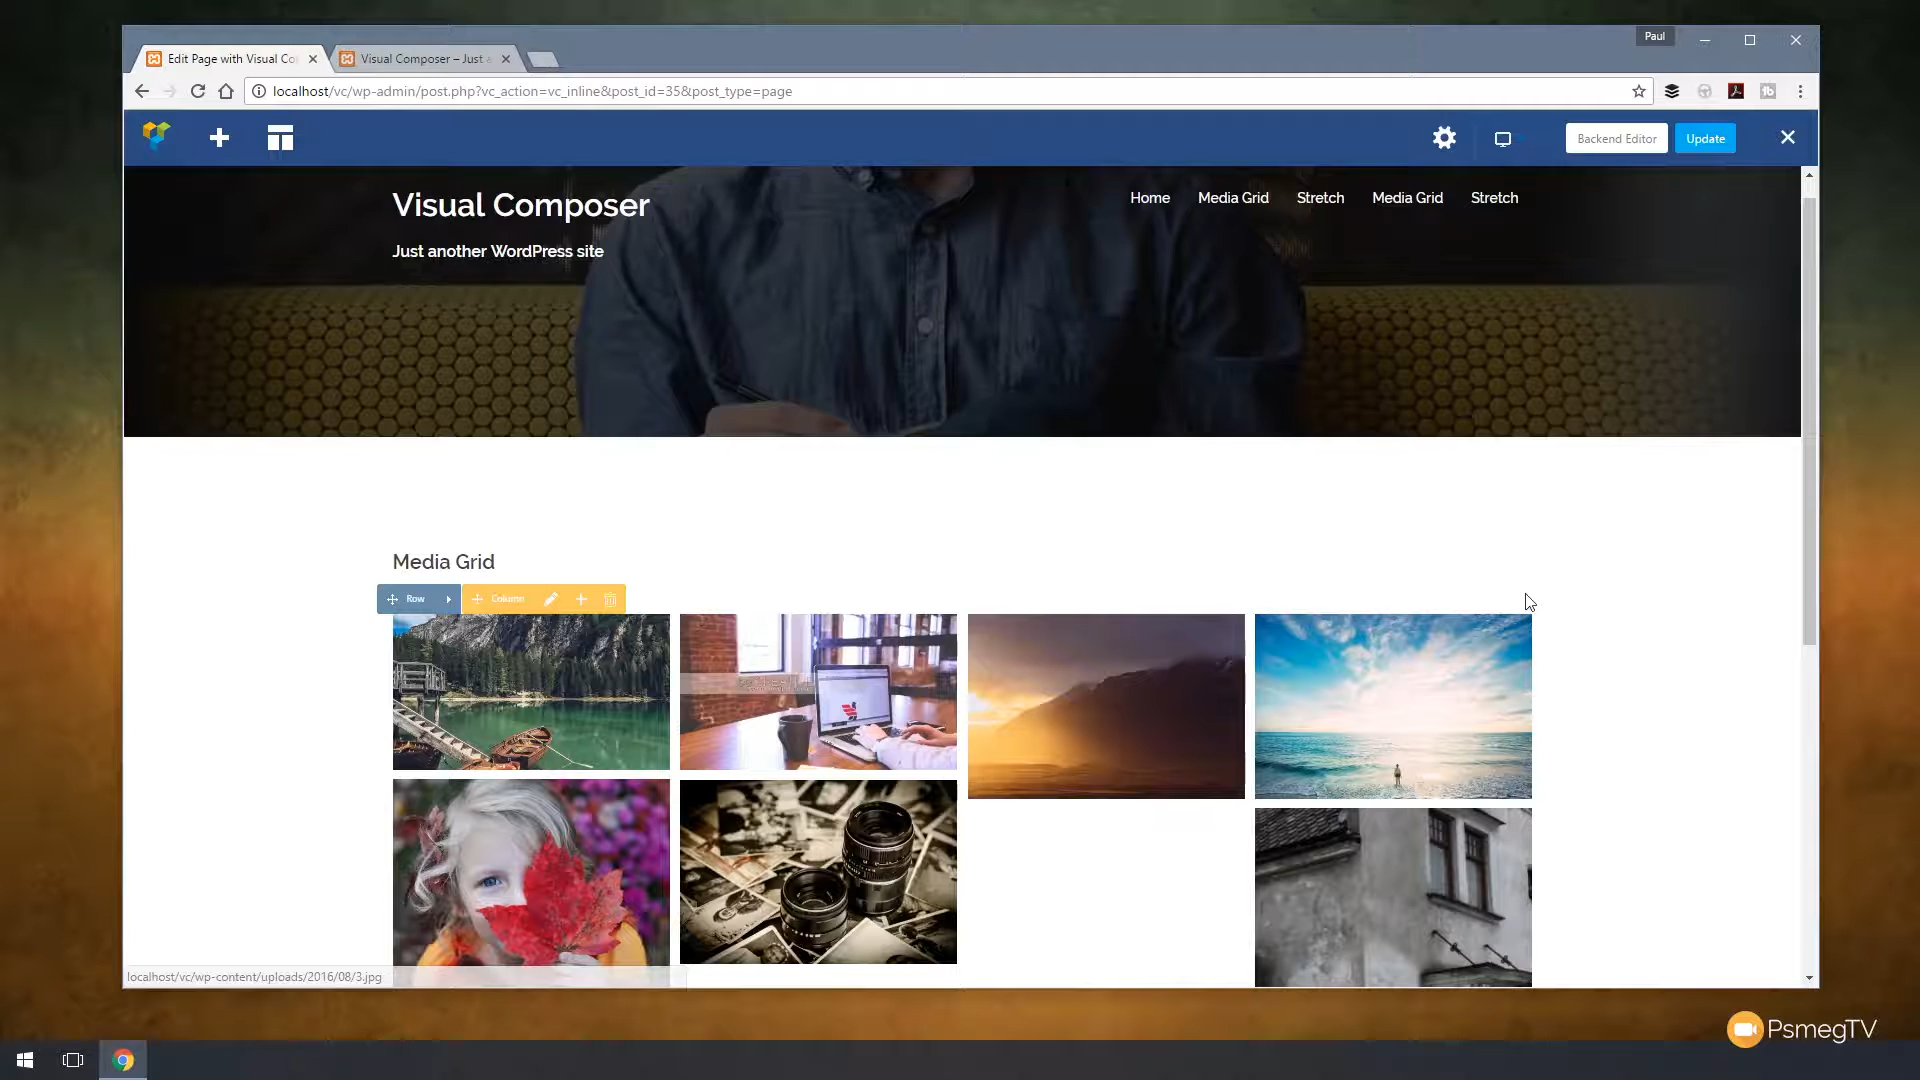 Paul
Edit Page with Visual Co
Visual Composer – Just a
localhost/vc/wp-admin/post.php?vc_action=vc_inline&post_id=35&post_type=page
Backend Editor
Update
Visual Composer
Home
Media Grid
Stretch
Media Grid
Stretch
Just another WordPress site
Media Grid
Row
Column
localhost/vc/wp-content/uploads/2016/08/3.jpg
PsmegTV